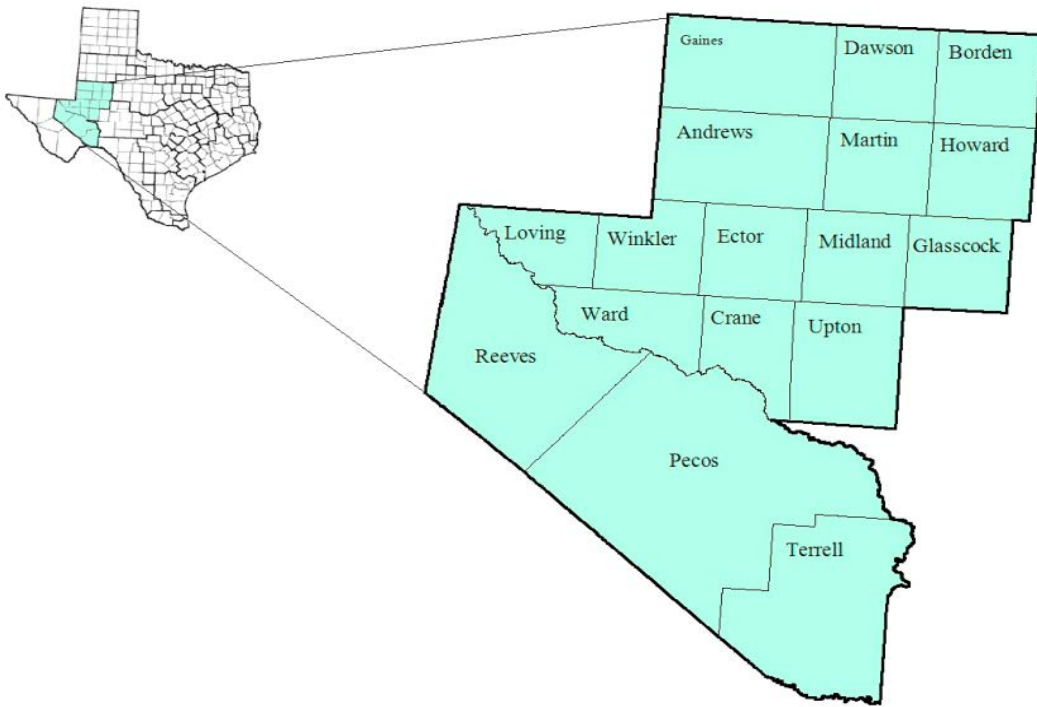 Gaines
Dawson
Borden
Andrews
Martin
Howard
Loving
Winkler
Ector
Midland
Glasscock
Ward
Crane
Upton
Reeves
Pecos
Terrell